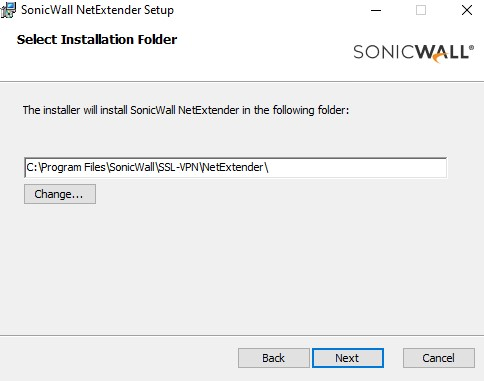 SonicWall NetExtender Setup
Select Installation Folder
SONICWALL®
The installer will install SonicWall NetExtender in the following folder:
C:\Program Files\SonicWall\SSL-VPN\NetExtender\
Change...
Back Next Cancel